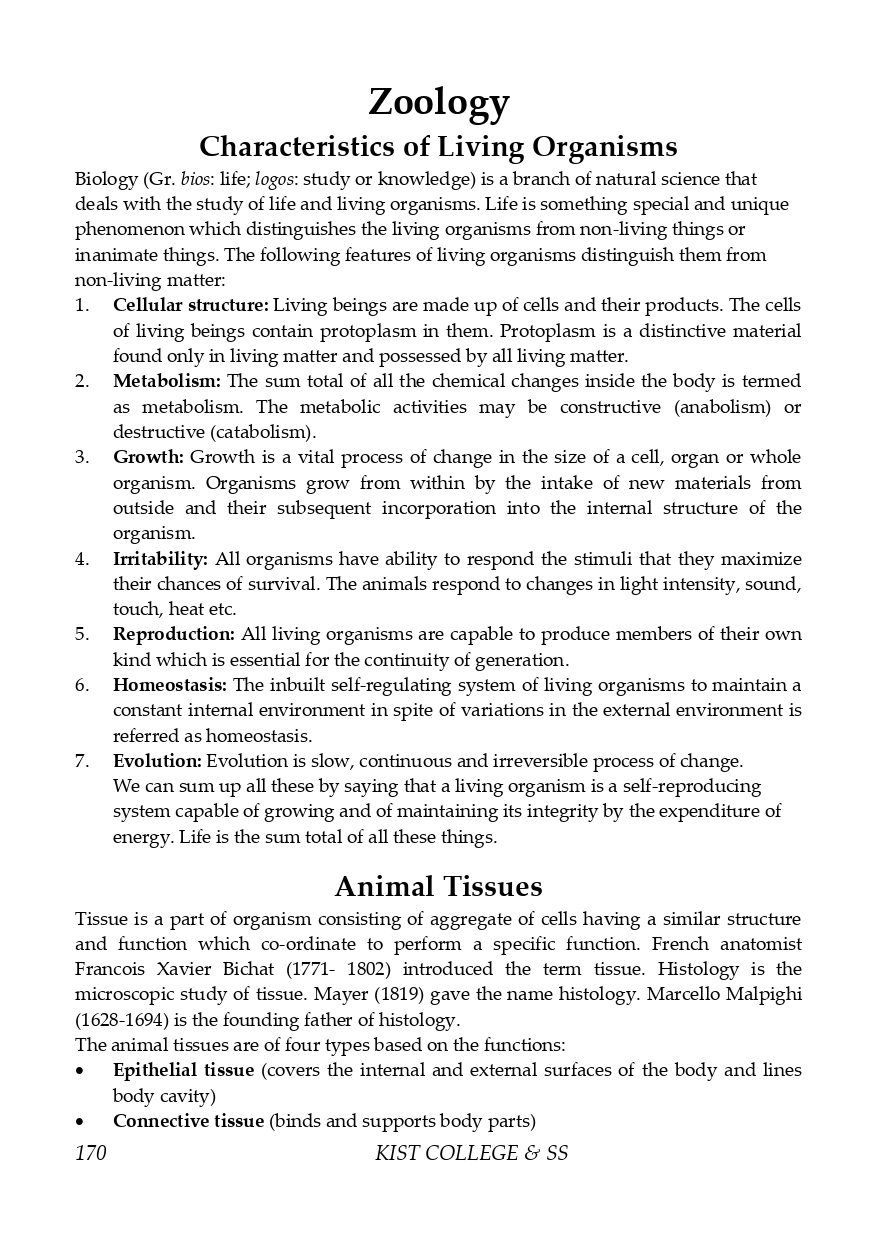 Zoology
Characteristics of Living Organisms
Biology (Gr. bios: life; logos: study or knowledge) is a branch of natural science that
deals with the study of life and living organisms. Life is something special and unique
phenomenon which distinguishes the living organisms from non-living things or
inanimate things. The following features of living organisms distinguish them from
non-living matter:
1. Cellular structure: Living beings are made up of cells and their products. The cells
of living beings contain protoplasm in them. Protoplasm is a distinctive material
found only in living matter and possessed by all living matter.
2. Metabolism: The sum total of all the chemical changes inside the body is termed
as metabolism. The metabolic activities may be constructive (anabolism) or
destructive (catabolism).
3. Growth: Growth is a vital process of change in the size of a cell, organ or whole
organism. Organisms grow from within by the intake of new materials from
outside and their subsequent incorporation into the internal structure of the
organism.
4. Irritability: All organisms have ability to respond the stimuli that they maximize
their chances of survival. The animals respond to changes in light intensity, sound,
touch, heat etc.
5. Reproduction: All living organisms are capable to produce members of their own
kind which is essential for the continuity of generation.
6. Homeostasis: The inbuilt self-regulating system of living organisms to maintain a
constant internal environment in spite of variations in the external environment is
referred as homeostasis.
7. Evolution: Evolution is slow, continuous and irreversible process of change.
We can sum up all these by saying that a living organism is a self-reproducing
system capable of growing and of maintaining its integrity by the expenditure of
energy. Life is the sum total of all these things.
Animal Tissues
Tissue is a part of organism consisting of aggregate of cells having a similar structure
and function which co-ordinate to perform a specific function. French anatomist
Francois Xavier Bichat (1771- 1802) introduced the term tissue. Histology is the
microscopic study of tissue. Mayer (1819) gave the name histology. Marcello Malpighi
(1628-1694) is the founding father of histology.
The animal tissues are of four types based on the functions:
• Epithelial tissue (covers the internal and external surfaces of the body and lines
body cavity)
• Connective tissue (binds and supports body parts)
170 KIST COLLEGE & SS